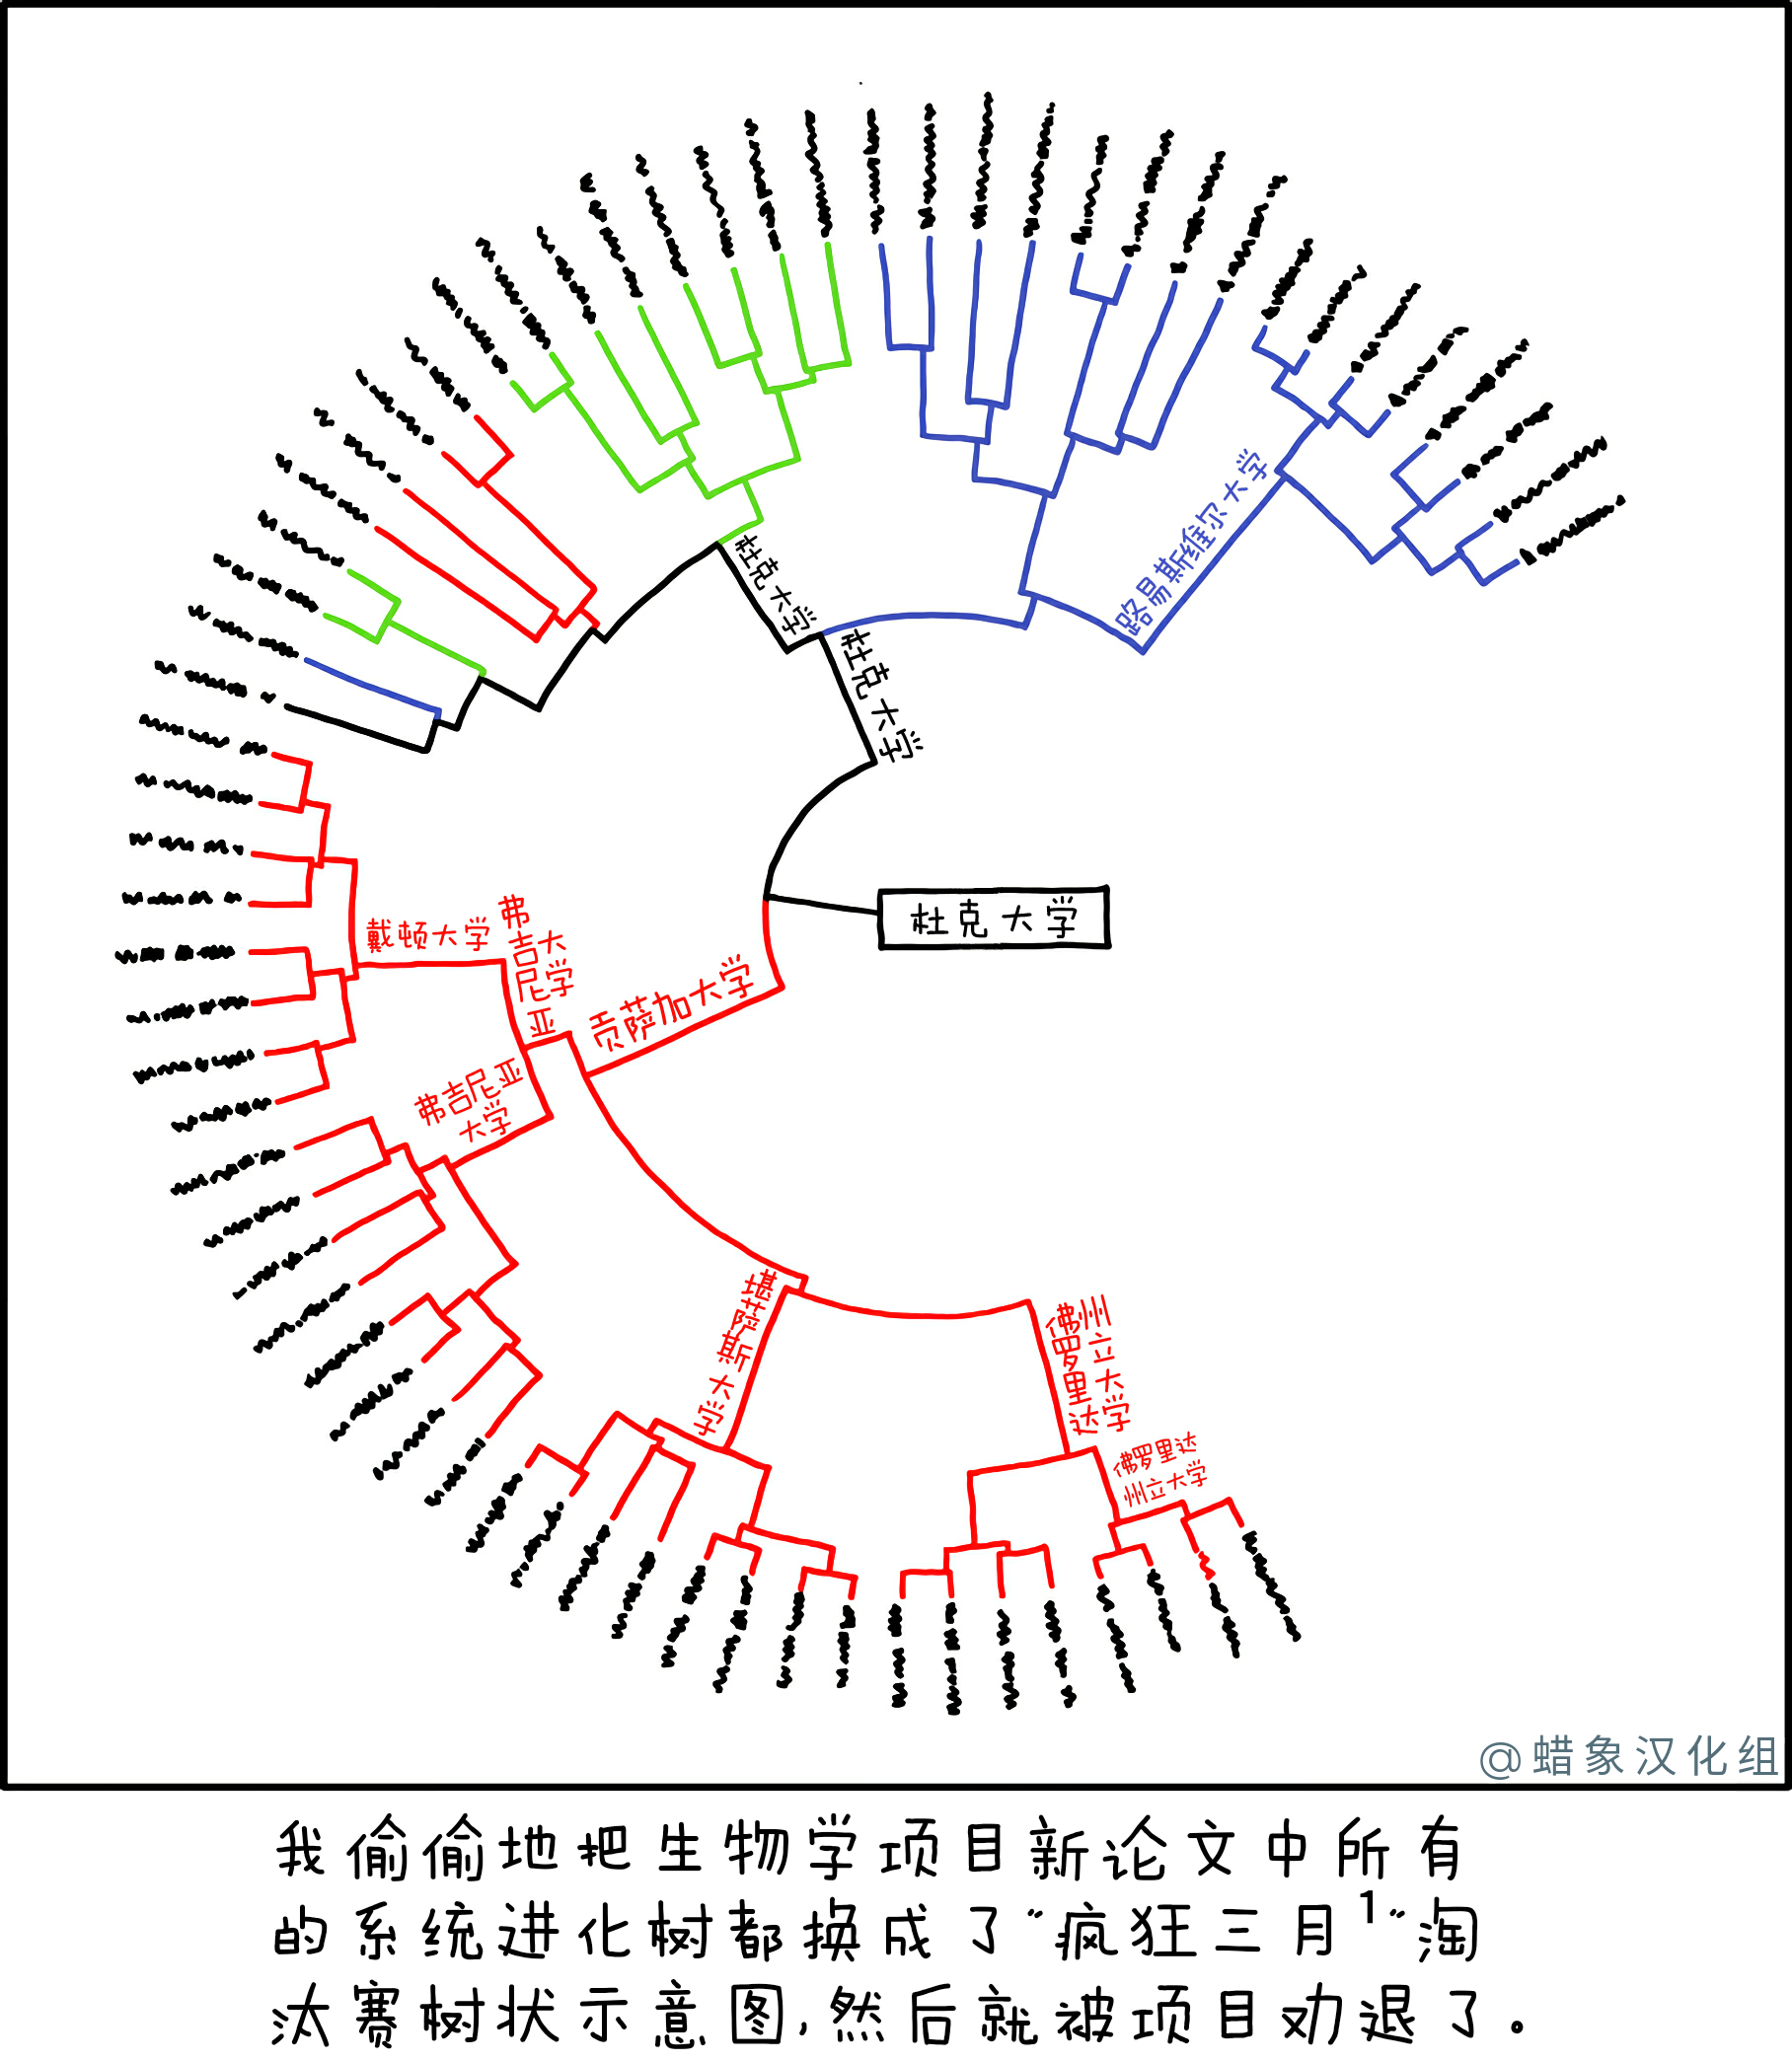 路易斯维尔大学
杜克大学
杜克大学
杜克大学
戴顿大学
弗吉尼亚
大学
贡萨加大学
弗吉尼亚
大学
堪萨斯大学
佛罗里达
州立大学
佛罗里达
州立大学
@蜡象汉化组
我偷偷地把生物学项目新论文中所有
的系统进化树都换成了“疯狂三月1”淘
汰赛树状示意图,然后就被项目劝退了。